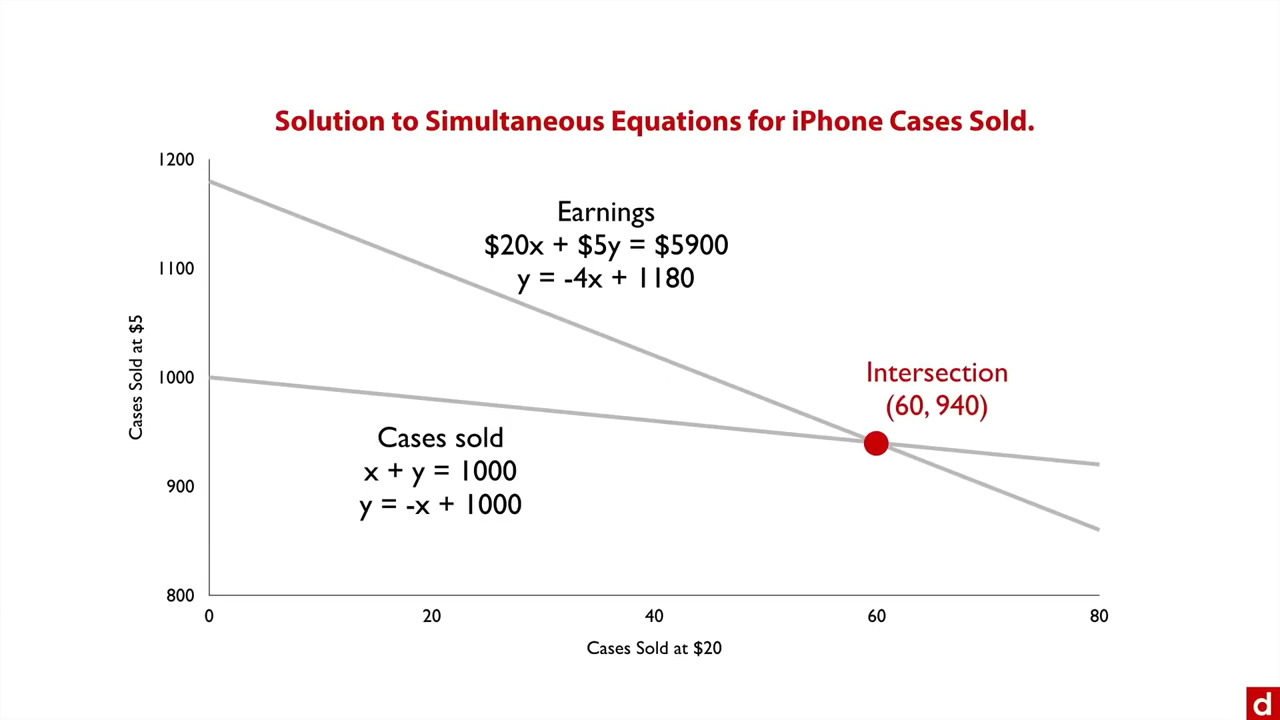 Solution to Simultaneous Equations for iPhone Cases Sold.
1200
1100
1000
900
800
Cases Sold at $5
Earnings
$20x + $5y = $5900
y = -4x + 1180
Intersection
(60, 940)
Cases sold
x + y = 1000
y = -x + 1000
0
20
40
60
80
Cases Sold at $20
d